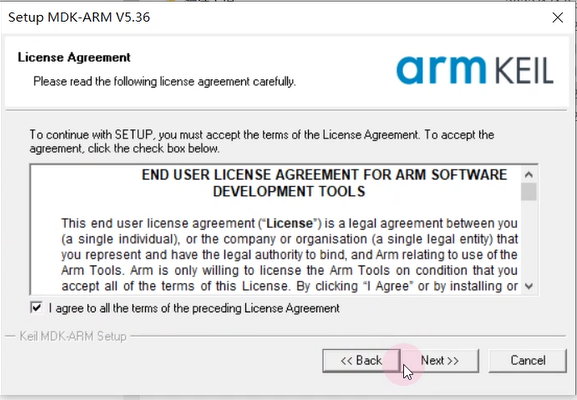 Setup MDK-ARM V5.36
License Agreement
Please read the following license agreement carefully.
arm KEIL
To continue with SETUP, you must accept the terms of the License Agreement. To accept the
agreement, click the check box below.
END USER LICENSE AGREEMENT FOR ARM SOFTWARE
DEVELOPMENT TOOLS
This end user license agreement ("License") is a legal agreement between you
(a single individual), or the company or organisation (a single legal entity) that
you represent and have the legal authority to bind, and Arm relating to use of the
Arm Tools. Arm is only willing to license the Arm Tools on condition that you
accept all of the terms of this License. By clicking "I Agree" or by installing or
I agree to all the terms of the preceding License Agreement
Keil MDK-ARM Setup
<< Back
Next >>
Cancel